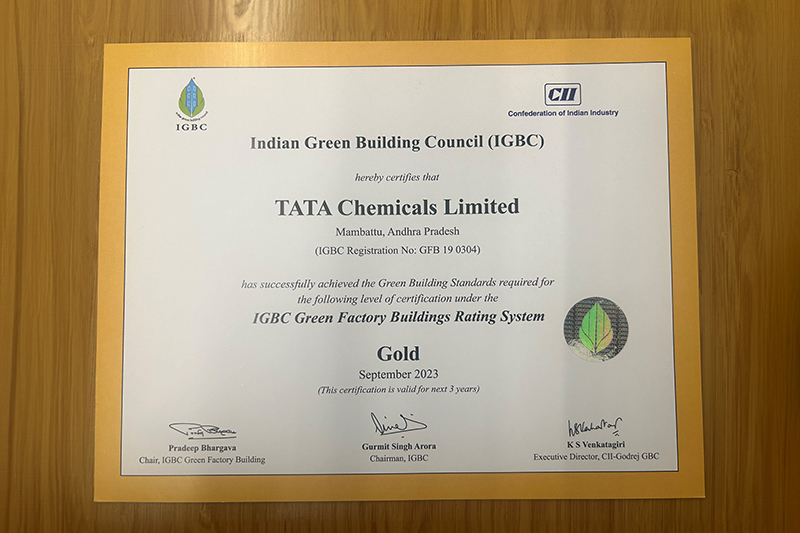 IGBC
CII
Confederation of Indian Industry
Indian Green Building Council (IGBC)
hereby certifies that
TATA Chemicals Limited
Mambattu, Andhra Pradesh
(IGBC Registration No: GFB 19 0304)
has successfully achieved the Green Building Standards required for
the following level of certification under the
IGBC Green Factory Buildings Rating System
Gold
September 2023
(This certification is valid for next 3 years)
Pradeep Bhargava
Chair, IGBC Green Factory Building
Gurmit Singh Arora
Chairman, IGBC
K S Venkatagiri
Executive Director, CII-Godrej GBC